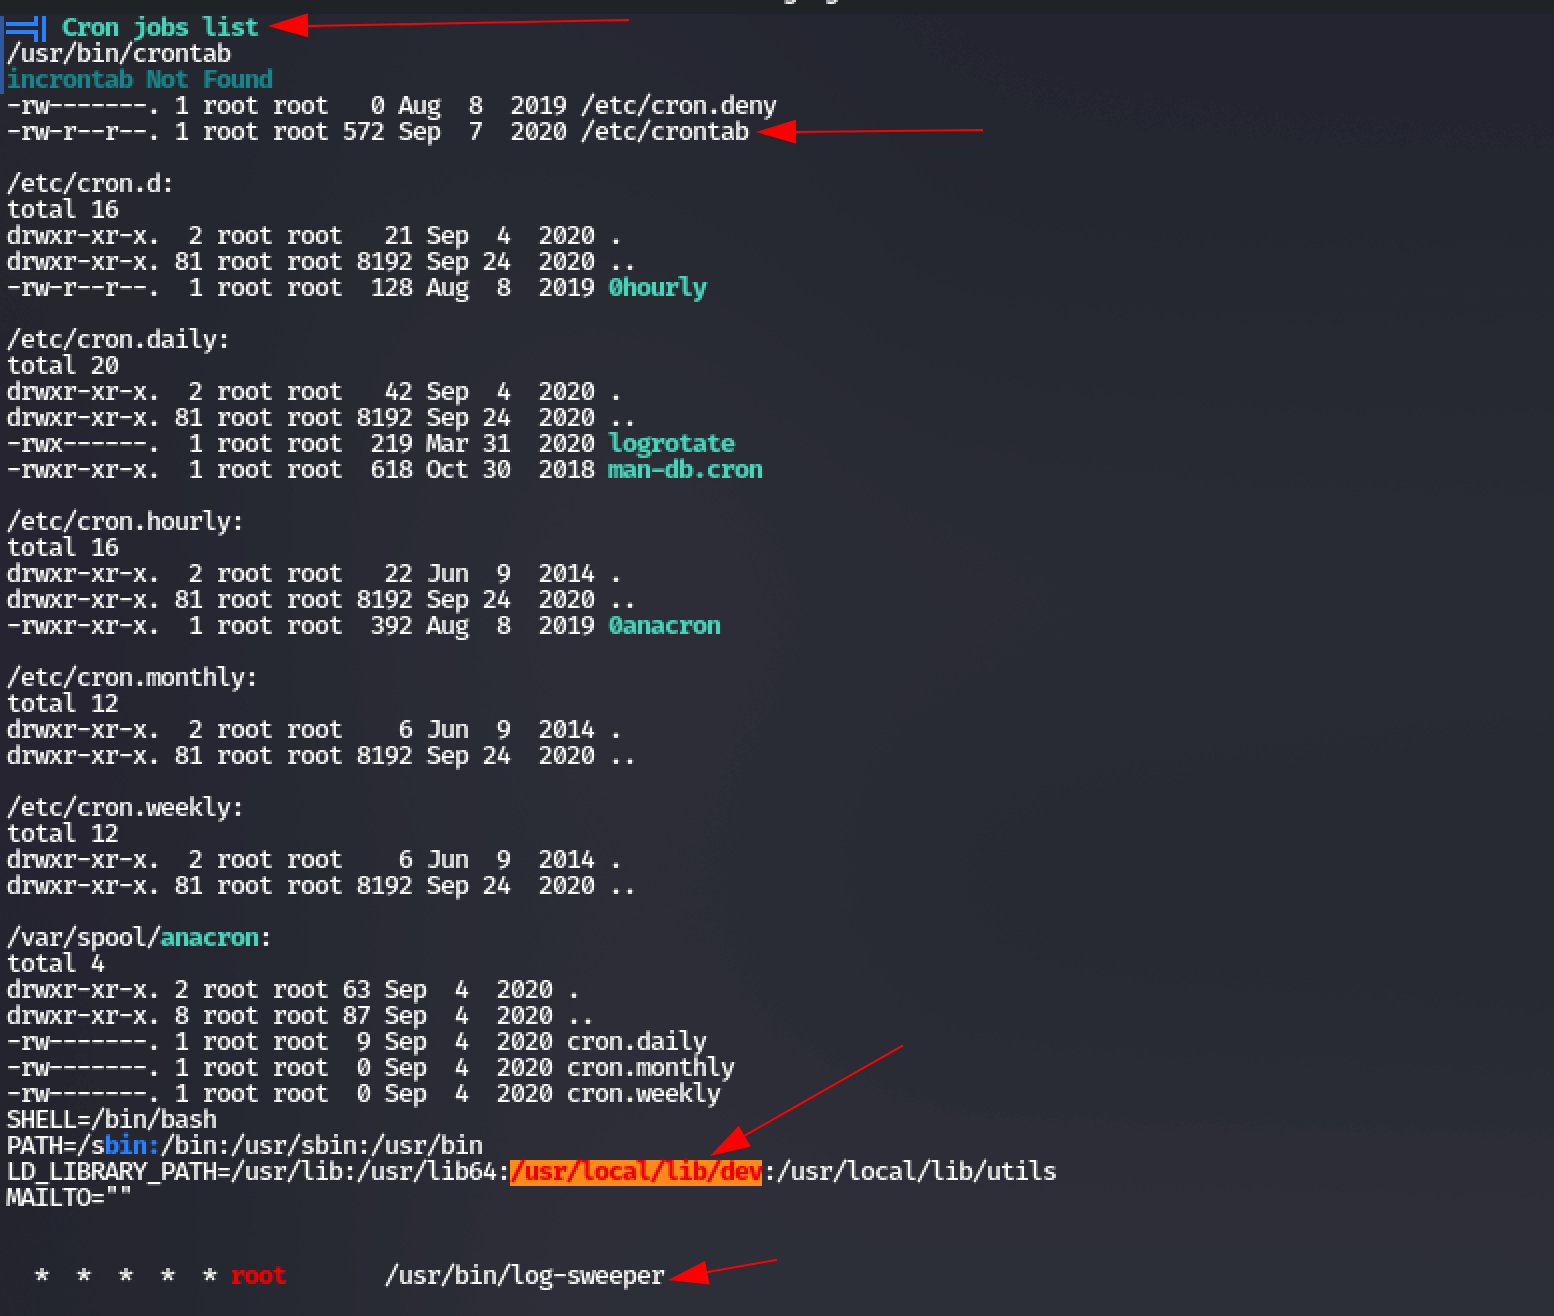 Cron jobs list
/usr/bin/crontab
incrontab Not Found
-rw-------. 1 root root   0 Aug  8  2019 /etc/cron.deny
-rw-r--r--. 1 root root 572 Sep  7  2020 /etc/crontab

/etc/cron.d:
total 16
drwxr-xr-x.  2 root root   21 Sep  4  2020 .
drwxr-xr-x. 81 root root 8192 Sep 24  2020 ..
-rw-r--r--.  1 root root  128 Aug  8  2019 0hourly

/etc/cron.daily:
total 20
drwxr-xr-x.  2 root root   42 Sep  4  2020 .
drwxr-xr-x. 81 root root 8192 Sep 24  2020 ..
-rwx------.  1 root root  219 Mar 31  2020 logrotate
-rwxr-xr-x.  1 root root  618 Oct 30  2018 man-db.cron

/etc/cron.hourly:
total 16
drwxr-xr-x.  2 root root   22 Jun  9  2014 .
drwxr-xr-x. 81 root root 8192 Sep 24  2020 ..
-rwxr-xr-x.  1 root root  392 Aug  8  2019 0anacron

/etc/cron.monthly:
total 12
drwxr-xr-x.  2 root root    6 Jun  9  2014 .
drwxr-xr-x. 81 root root 8192 Sep 24  2020 ..

/etc/cron.weekly:
total 12
drwxr-xr-x.  2 root root    6 Jun  9  2014 .
drwxr-xr-x. 81 root root 8192 Sep 24  2020 ..

/var/spool/anacron:
total 4
drwxr-xr-x. 2 root root 63 Sep  4  2020 .
drwxr-xr-x. 8 root root 87 Sep  4  2020 ..
-rw-------. 1 root root  9 Sep  4  2020 cron.daily
-rw-------. 1 root root  0 Sep  4  2020 cron.monthly
-rw-------. 1 root root  0 Sep  4  2020 cron.weekly
SHELL=/bin/bash
PATH=/sbin:/bin:/usr/sbin:/usr/bin
LD_LIBRARY_PATH=/usr/lib:/usr/lib64:/usr/local/lib/dev:/usr/local/lib/utils
MAILTO=""

  *  *  *  *  * root       /usr/bin/log-sweeper